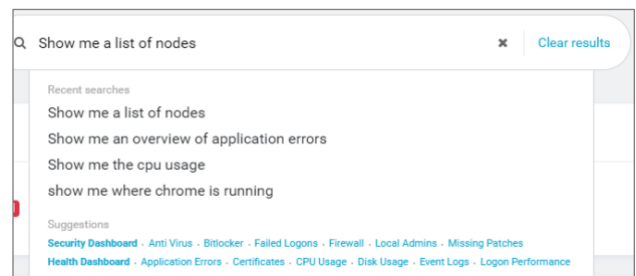 Show me a list of nodes ✖ Clear results
Recent searches
Show me a list of nodes
Show me an overview of application errors
Show me the cpu usage
show me where chrome is running
Suggestions
Security Dashboard - Anti Virus - Bitlocker - Failed Logons - Firewall - Local Admins - Missing Patches
Health Dashboard - Application Errors - Certificates - CPU Usage - Disk Usage - Event Logs - Logon Performance